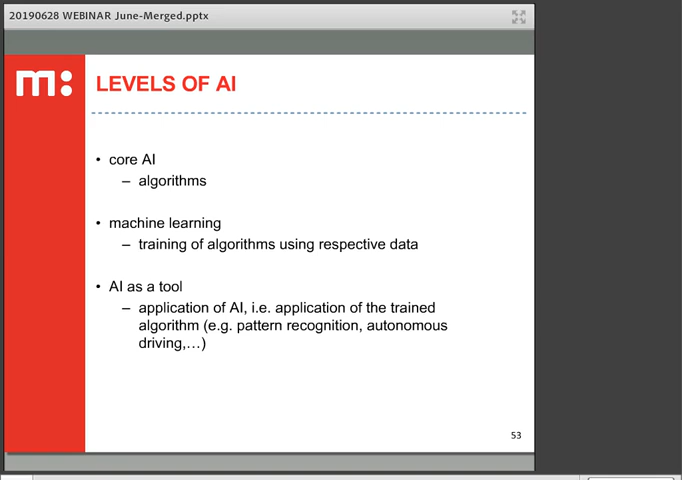 20190628 WEBINAR June-Merged.pptx
m:
LEVELS OF AI
• core AI
– algorithms
• machine learning
– training of algorithms using respective data
• AI as a tool
– application of AI, i.e. application of the trained
algorithm (e.g. pattern recognition, autonomous
driving,…)
53